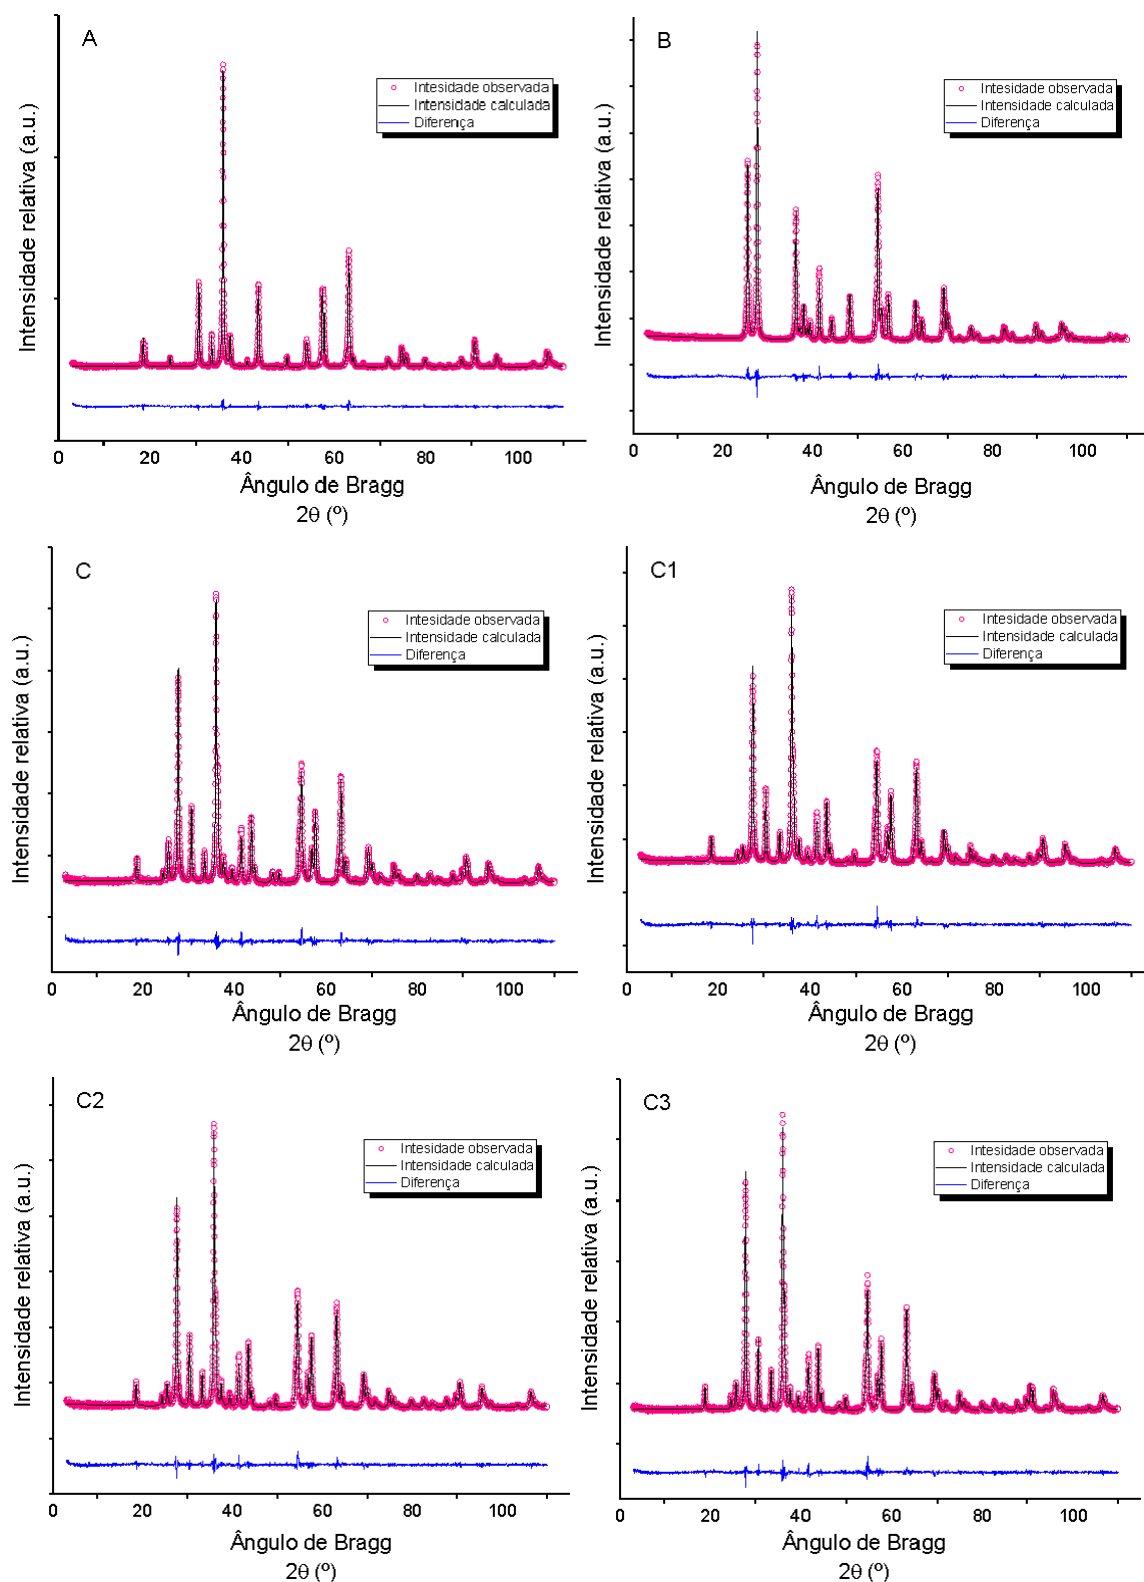 A
Intensidade relativa (a.u.)
Intesidade observada
Intensidade calculada
Diferença
0 20 40 60 80 100
Ângulo de Bragg
2θ (º)
B
Intensidade relativa (a.u.)
Intesidade observada
Intensidade calculada
Diferença
0 20 40 60 80 100
Ângulo de Bragg
2θ (º)
C
Intensidade relativa (a.u.)
Intesidade observada
Intensidade calculada
Diferença
0 20 40 60 80 100
Ângulo de Bragg
2θ (º)
C1
Intensidade relativa (a.u.)
Intesidade observada
Intensidade calculada
Diferença
0 20 40 60 80 100
Ângulo de Bragg
2θ (º)
C2
Intensidade relativa (a.u.)
Intesidade observada
Intensidade calculada
Diferença
0 20 40 60 80 100
Ângulo de Bragg
2θ (º)
C3
Intensidade relativa (a.u.)
Intesidade observada
Intensidade calculada
Diferença
0 20 40 60 80 100
Ângulo de Bragg
2θ (º)